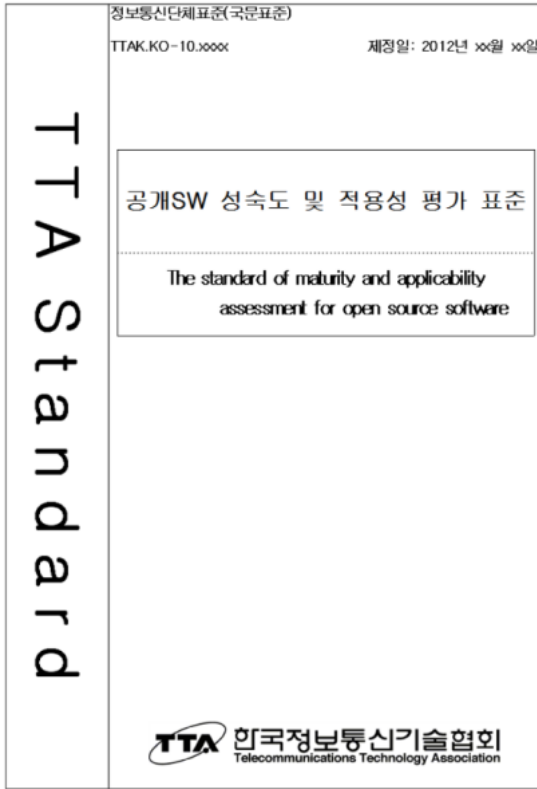 정보통신단체표준(국문표준)
TTAK.KO-10.xxxx 제정일: 2012년 xx월 xx일
TTA Standard
공개SW 성숙도 및 적용성 평가 표준
The standard of maturity and applicability
assessment for open source software
TTA 한국정보통신기술협회
Telecommunications Technology Association